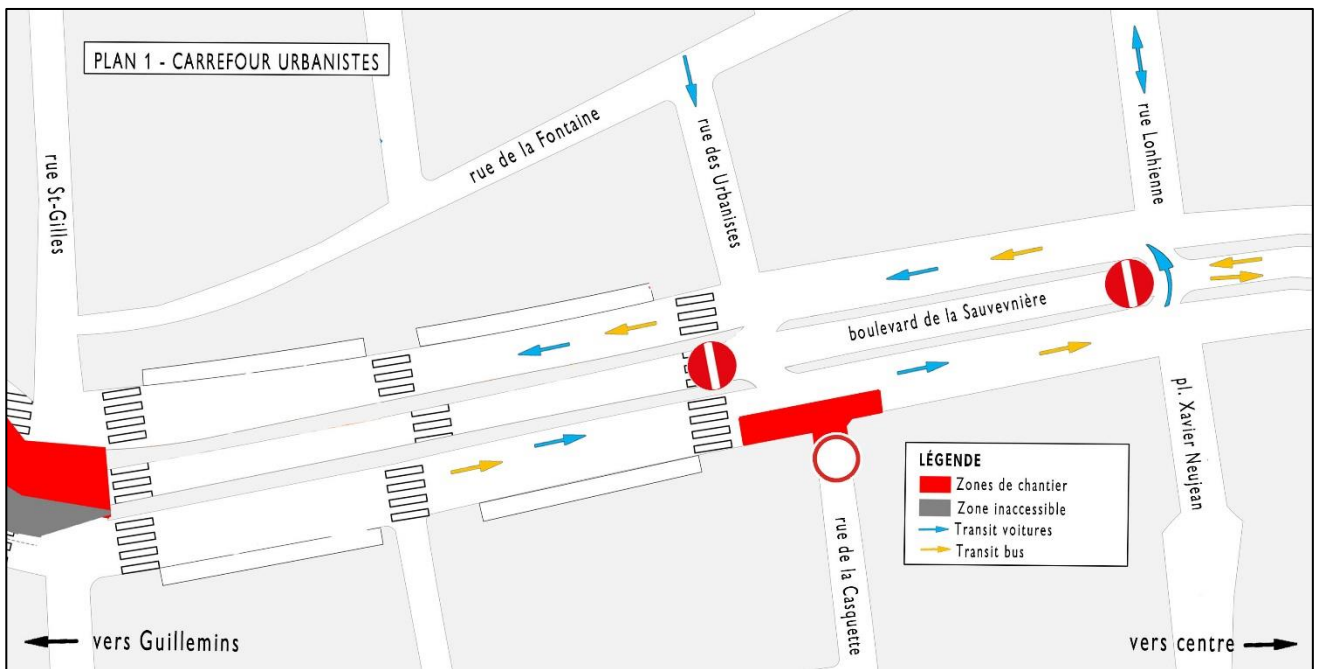 PLAN 1 - CARREFOUR URBANISTES
rue St-Gilles
rue de la Fontaine
rue des Urbanistes
rue Lonhienne
boulevard de la Sauvevnière
pl. Xavier Neujean
rue de la Casquette
LÉGENDE
Zones de chantier
Zone inaccessible
Transit voitures
Transit bus
vers Guillemins
vers centre